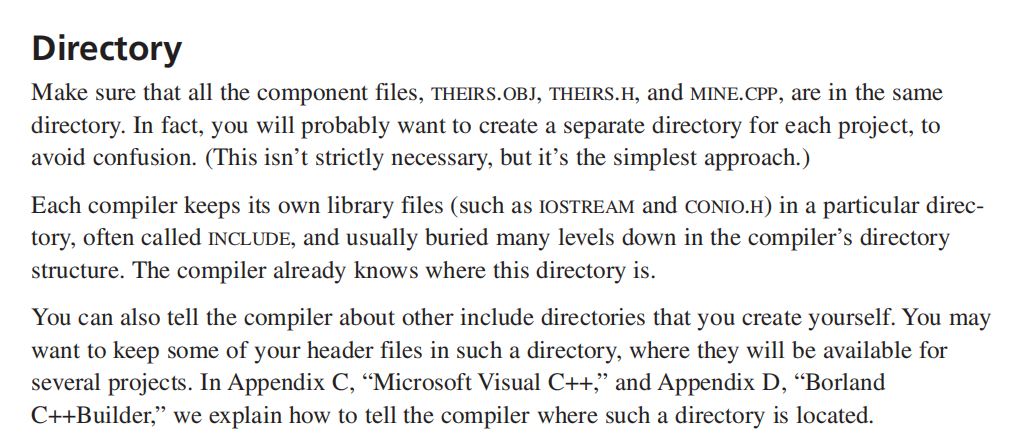 Directory
Make sure that all the component files, THEIRS.OBJ, THEIRS.H, and MINE.CPP, are in the same
directory. In fact, you will probably want to create a separate directory for each project, to
avoid confusion. (This isn’t strictly necessary, but it’s the simplest approach.)
Each compiler keeps its own library files (such as IOSTREAM and CONIO.H) in a particular direc-
tory, often called INCLUDE, and usually buried many levels down in the compiler’s directory
structure. The compiler already knows where this directory is.
You can also tell the compiler about other include directories that you create yourself. You may
want to keep some of your header files in such a directory, where they will be available for
several projects. In Appendix C, “Microsoft Visual C++,” and Appendix D, “Borland
C++Builder,” we explain how to tell the compiler where such a directory is located.